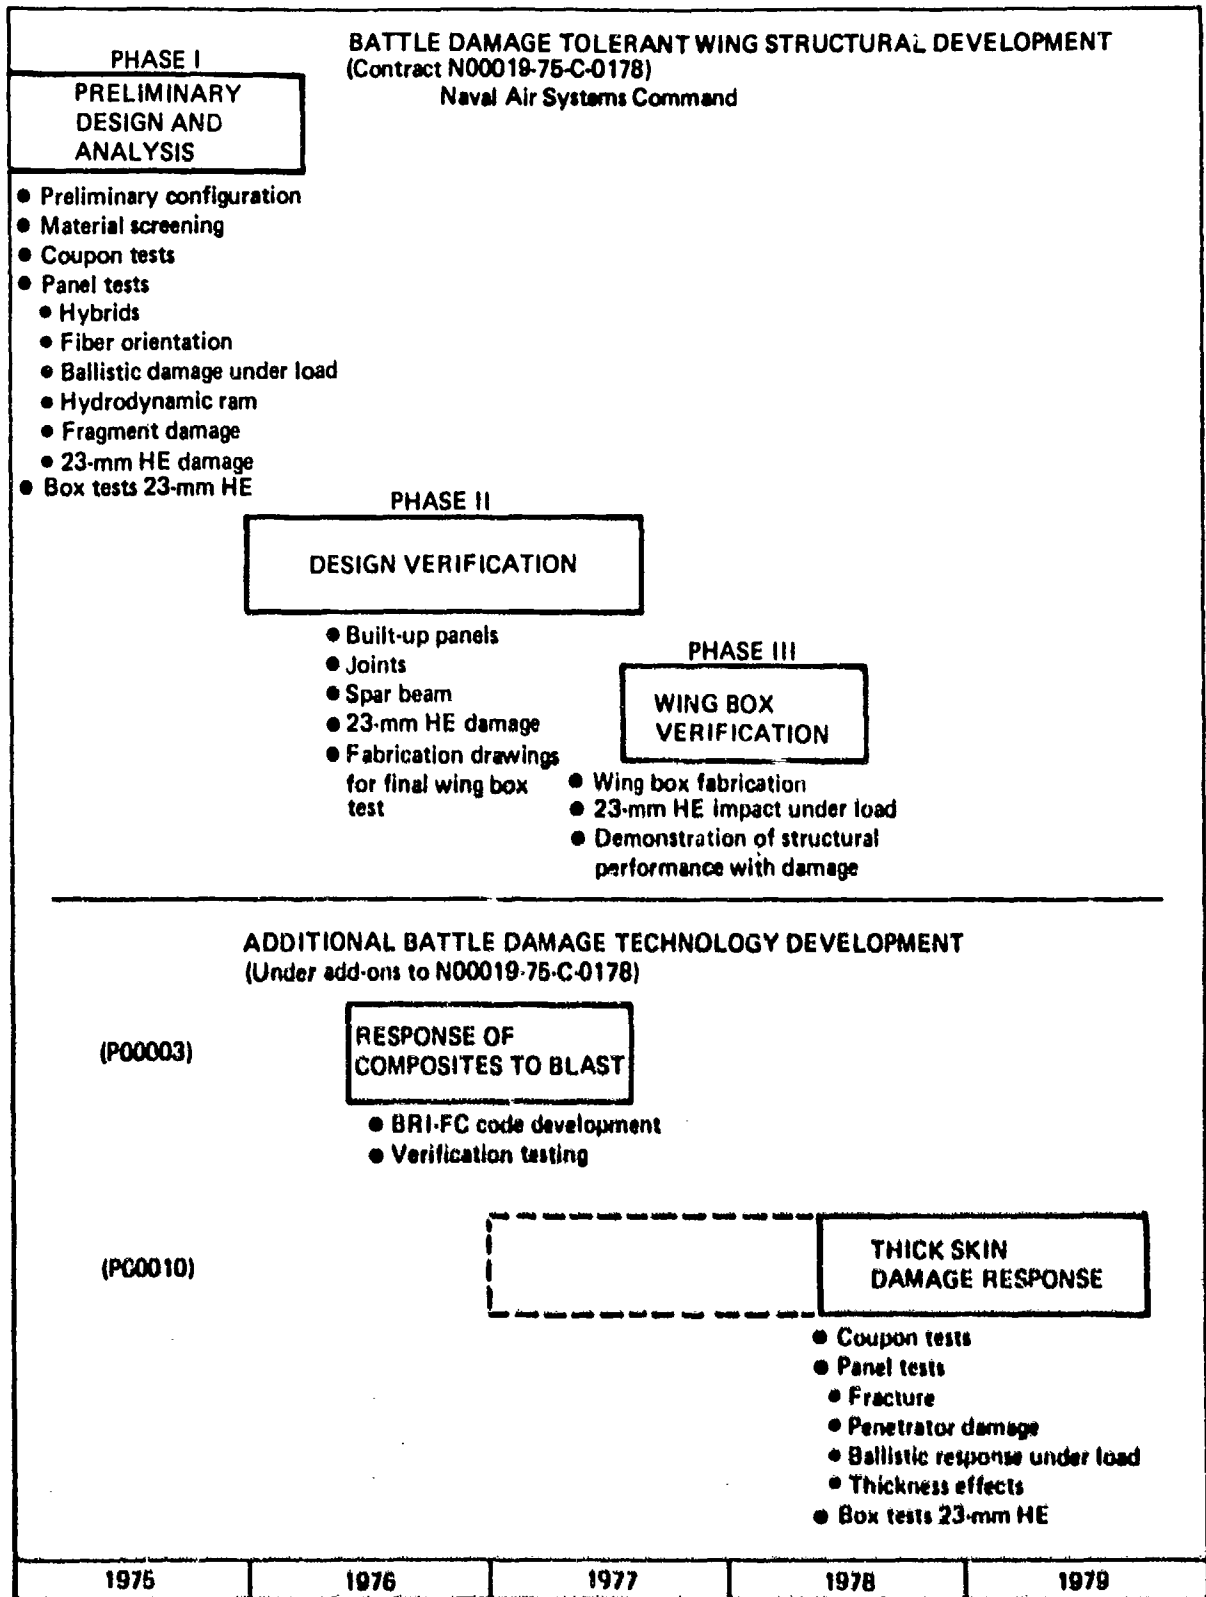 PHASE I
BATTLE DAMAGE TOLERANT WING STRUCTURAL DEVELOPMENT
(Contract N00019-75-C-0178)
Naval Air Systems Command
PRELIMINARY
DESIGN AND
ANALYSIS
● Preliminary configuration
● Material screening
● Coupon tests
● Panel tests
● Hybrids
● Fiber orientation
● Ballistic damage under load
● Hydrodynamic ram
● Fragment damage
● 23-mm HE damage
● Box tests 23-mm HE
PHASE II
DESIGN VERIFICATION
● Built-up panels
● Joints
● Spar beam
● 23-mm HE damage
● Fabrication drawings
for final wing box
test
PHASE III
WING BOX
VERIFICATION
● Wing box fabrication
● 23-mm HE impact under load
● Demonstration of structural
performance with damage
ADDITIONAL BATTLE DAMAGE TECHNOLOGY DEVELOPMENT
(Under add-ons to N00019-75-C-0178)
(P00003)
RESPONSE OF
COMPOSITES TO BLAST
● BRI-FC code development
● Verification testing
(PC0010)
THICK SKIN
DAMAGE RESPONSE
● Coupon tests
● Panel tests
● Fracture
● Penetrator damage
● Ballistic response under load
● Thickness effects
● Box tests 23-mm HE
1975 1976 1977 1978 1979